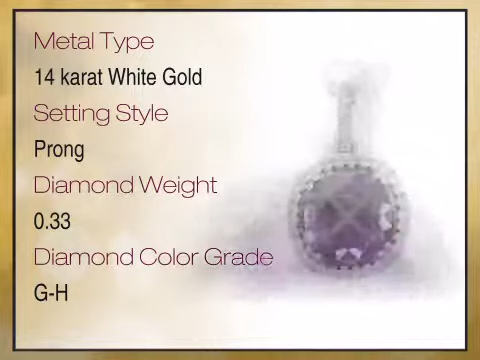 Metal Type
14 karat White Gold
Setting Style
Prong
Diamond Weight
0.33
Diamond Color Grade
G-H